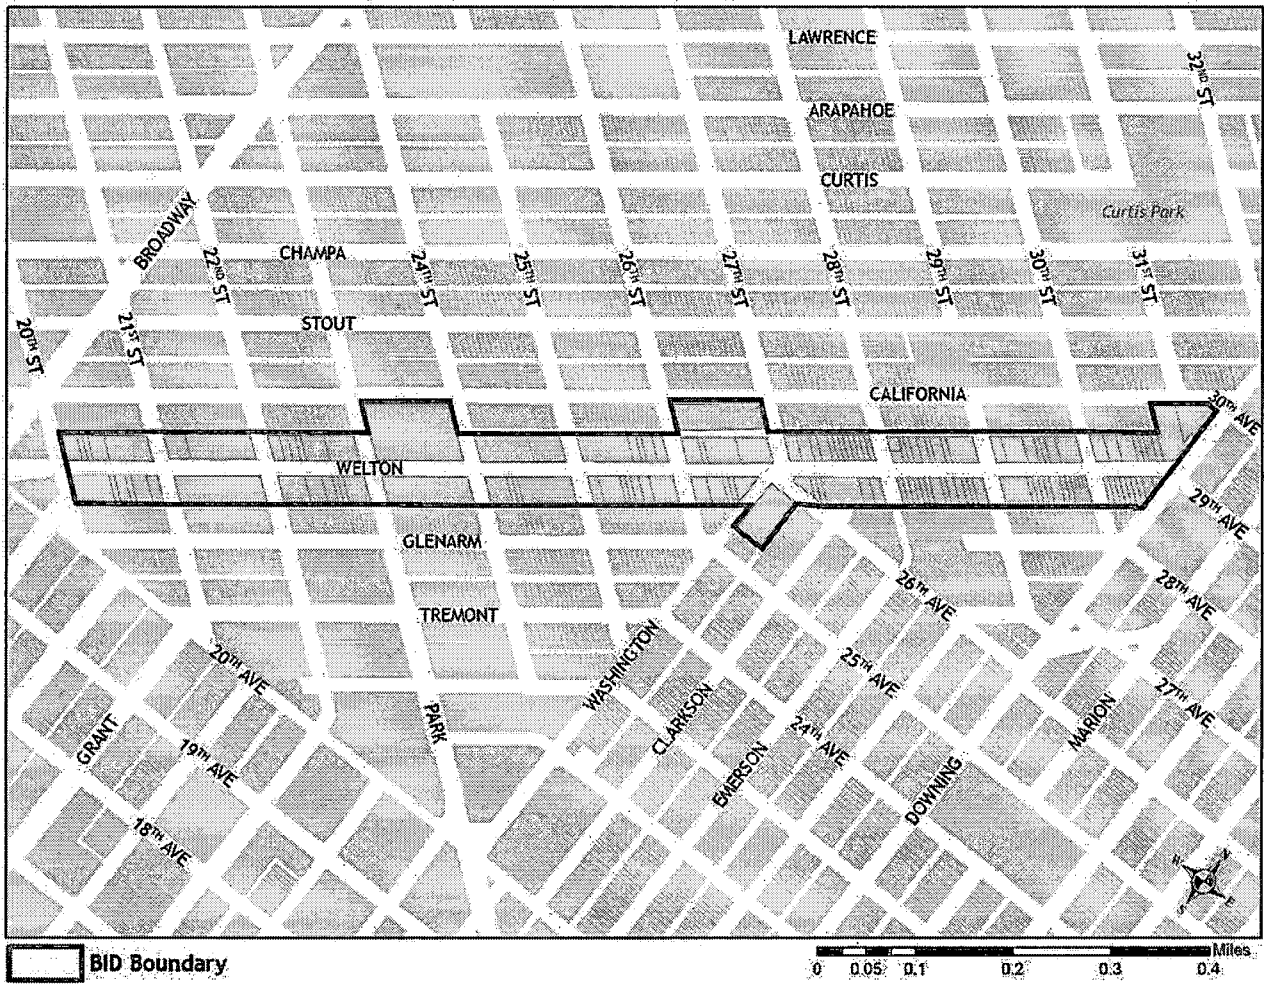 LAWRENCE
32ND ST
ARAPAHOE
CURTIS
Curtis Park
BROADWAY
CHAMPA
22ND ST
24TH ST
25TH ST
26TH ST
27TH ST
28TH ST
29TH ST
30TH ST
31ST ST
20TH ST
21ST ST
STOUT
CALIFORNIA
30TH AVE
WELTON
29TH AVE
GLENARM
26TH AVE
28TH AVE
TREMONT
20TH AVE
WASHINGTON
25TH AVE
27TH AVE
GRANT
PARK
CLARKSON
MARION
19TH AVE
24TH AVE
EMERSON
DOWNING
18TH AVE
N
W
E
S
BID Boundary
Miles
0 0.05 0.1 0.2 0.3 0.4